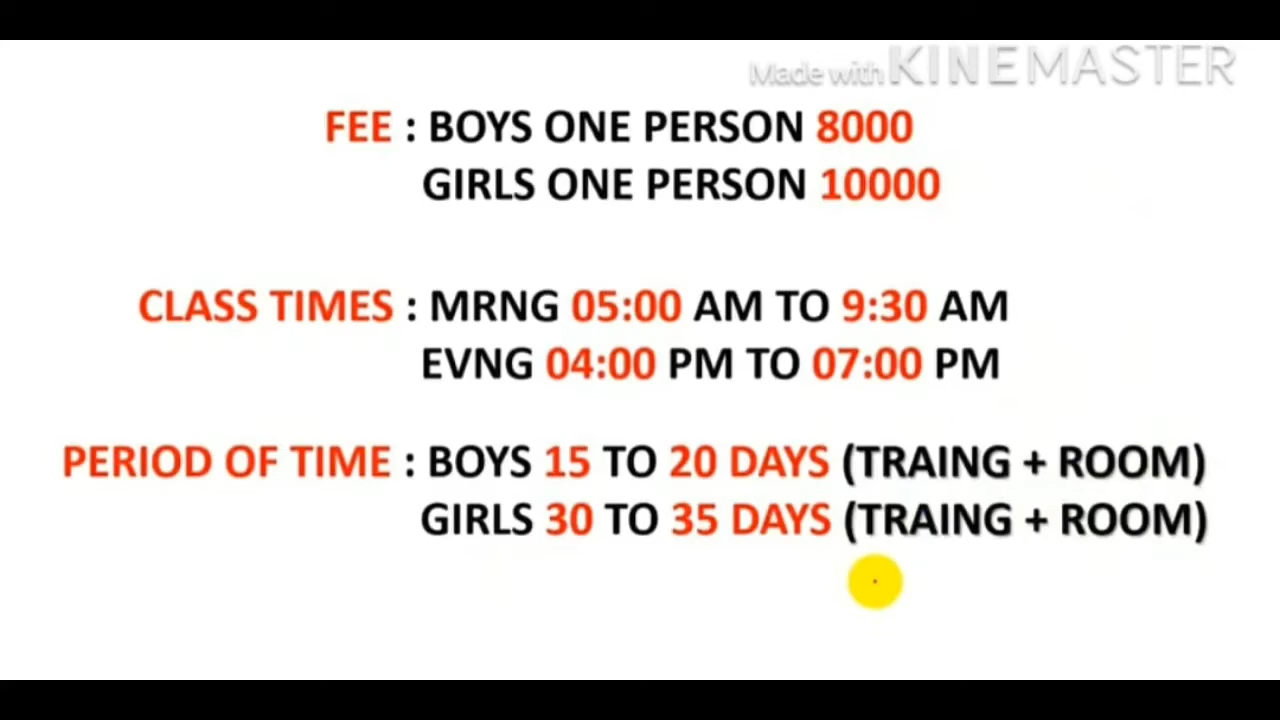 Made with KINEMASTER
FEE : BOYS ONE PERSON 8000
GIRLS ONE PERSON 10000
CLASS TIMES : MRNG 05:00 AM TO 9:30 AM
EVNG 04:00 PM TO 07:00 PM
PERIOD OF TIME : BOYS 15 TO 20 DAYS (TRAING + ROOM)
GIRLS 30 TO 35 DAYS (TRAING + ROOM)